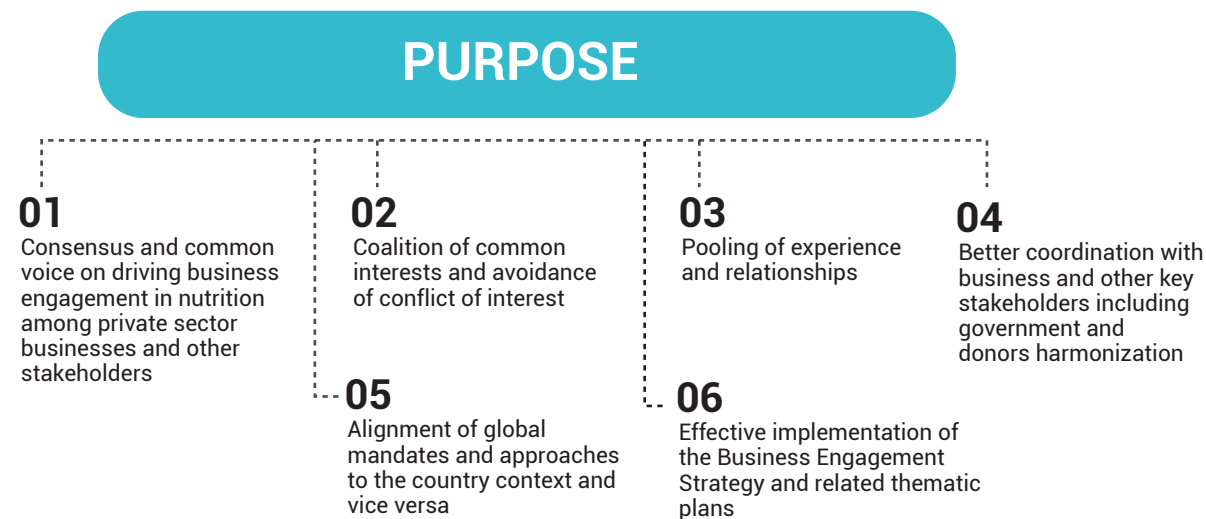 PURPOSE
01
Consensus and common
voice on driving business
engagement in nutrition
among private sector
businesses and other
stakeholders
02
Coalition of common
interests and avoidance
of conflict of interest
03
Pooling of experience
and relationships
04
Better coordination with
business and other key
stakeholders including
government and
donors harmonization
05
Alignment of global
mandates and approaches
to the country context and
vice versa
06
Effective implementation of
the Business Engagement
Strategy and related thematic
plans